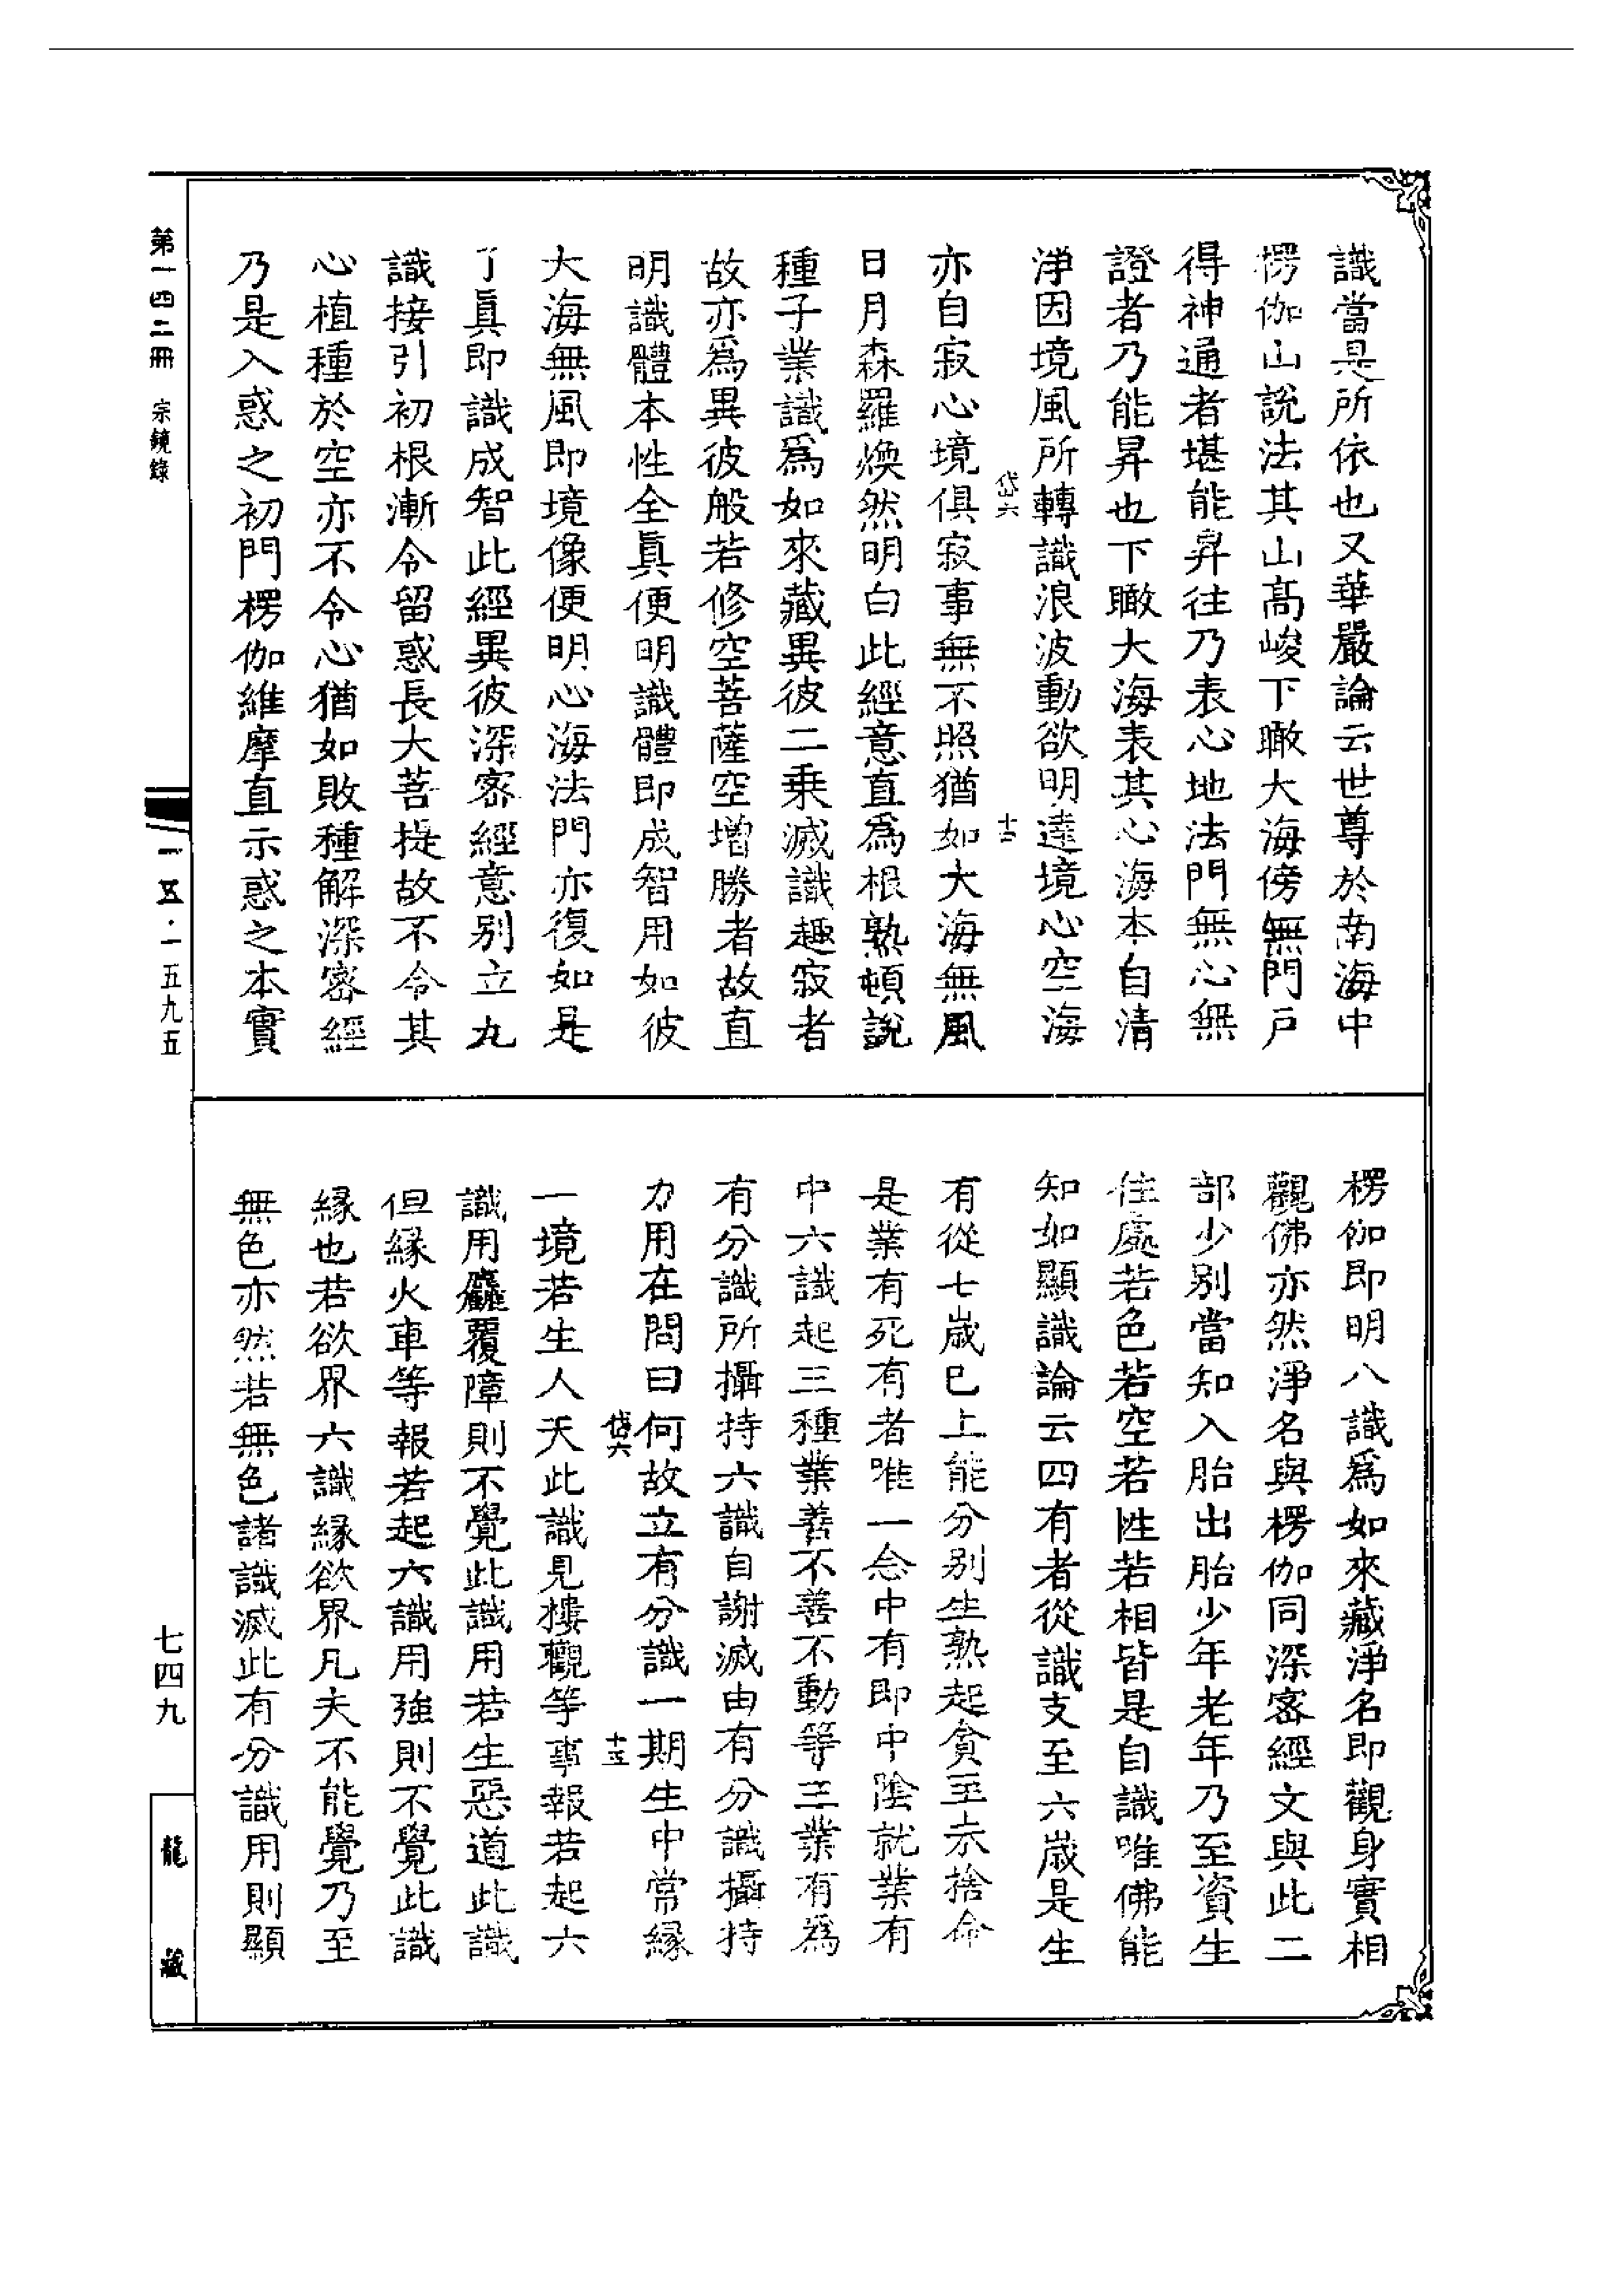 識當是所依也又華嚴論云世尊於南海中
楞伽山說法其山高峻下瞰大海傍無門戶
得神通者堪能昇往乃表心地法門無心無
證者乃能昇也下瞰大海表其心海本自清
淨因境風所轉識浪波動欲明達境心空海
岱六
十四
亦自寂心境俱寂事無不照猶如大海無風
日月森羅煥然明白此經意直爲根熟頓說
種子業識爲如來藏異彼二乘滅識趣寂者
故亦爲異彼般若修空菩薩空增勝者故直
明識體本性全眞便明識體即成智用如彼
大海無風即境像便明心海法門亦復如是
了眞即識成智此經異彼深密經意別立九
識接引初根漸令留惑長大菩提故不令其
心植種於空亦不令心猶如敗種解深密經
乃是入惑之初門楞伽維摩直示惑之本實
楞伽即明八識爲如來藏淨名即觀身實相
觀佛亦然淨名與楞伽同深密經文與此二
部少別當知入胎出胎少年老年乃至資生
住處若色若空若性若相皆是自識唯佛能
知如顯識論云四有者從識支至六歲是生
有從七歲已上能分別生熟起貪至未捨命
是業有死有者唯一念中有即中陰就業有
中六識起三種業善不善不動等三業有爲
有分識所攝持六識自謝滅由有分識攝持
力用在問曰何故立有分識一期生中常緣
岱六
十五
一境若生人天此識見樓觀等事報若起六
識用麤覆障則不覺此識用若生惡道此識
但緣火車等報若起六識用強則不覺此識
緣也若欲界六識緣欲界凡夫不能覺乃至
無色亦然若無色諸識滅此有分識用則顯
第一四二冊 宗鏡錄
一五·一五九五
七四九
龍藏